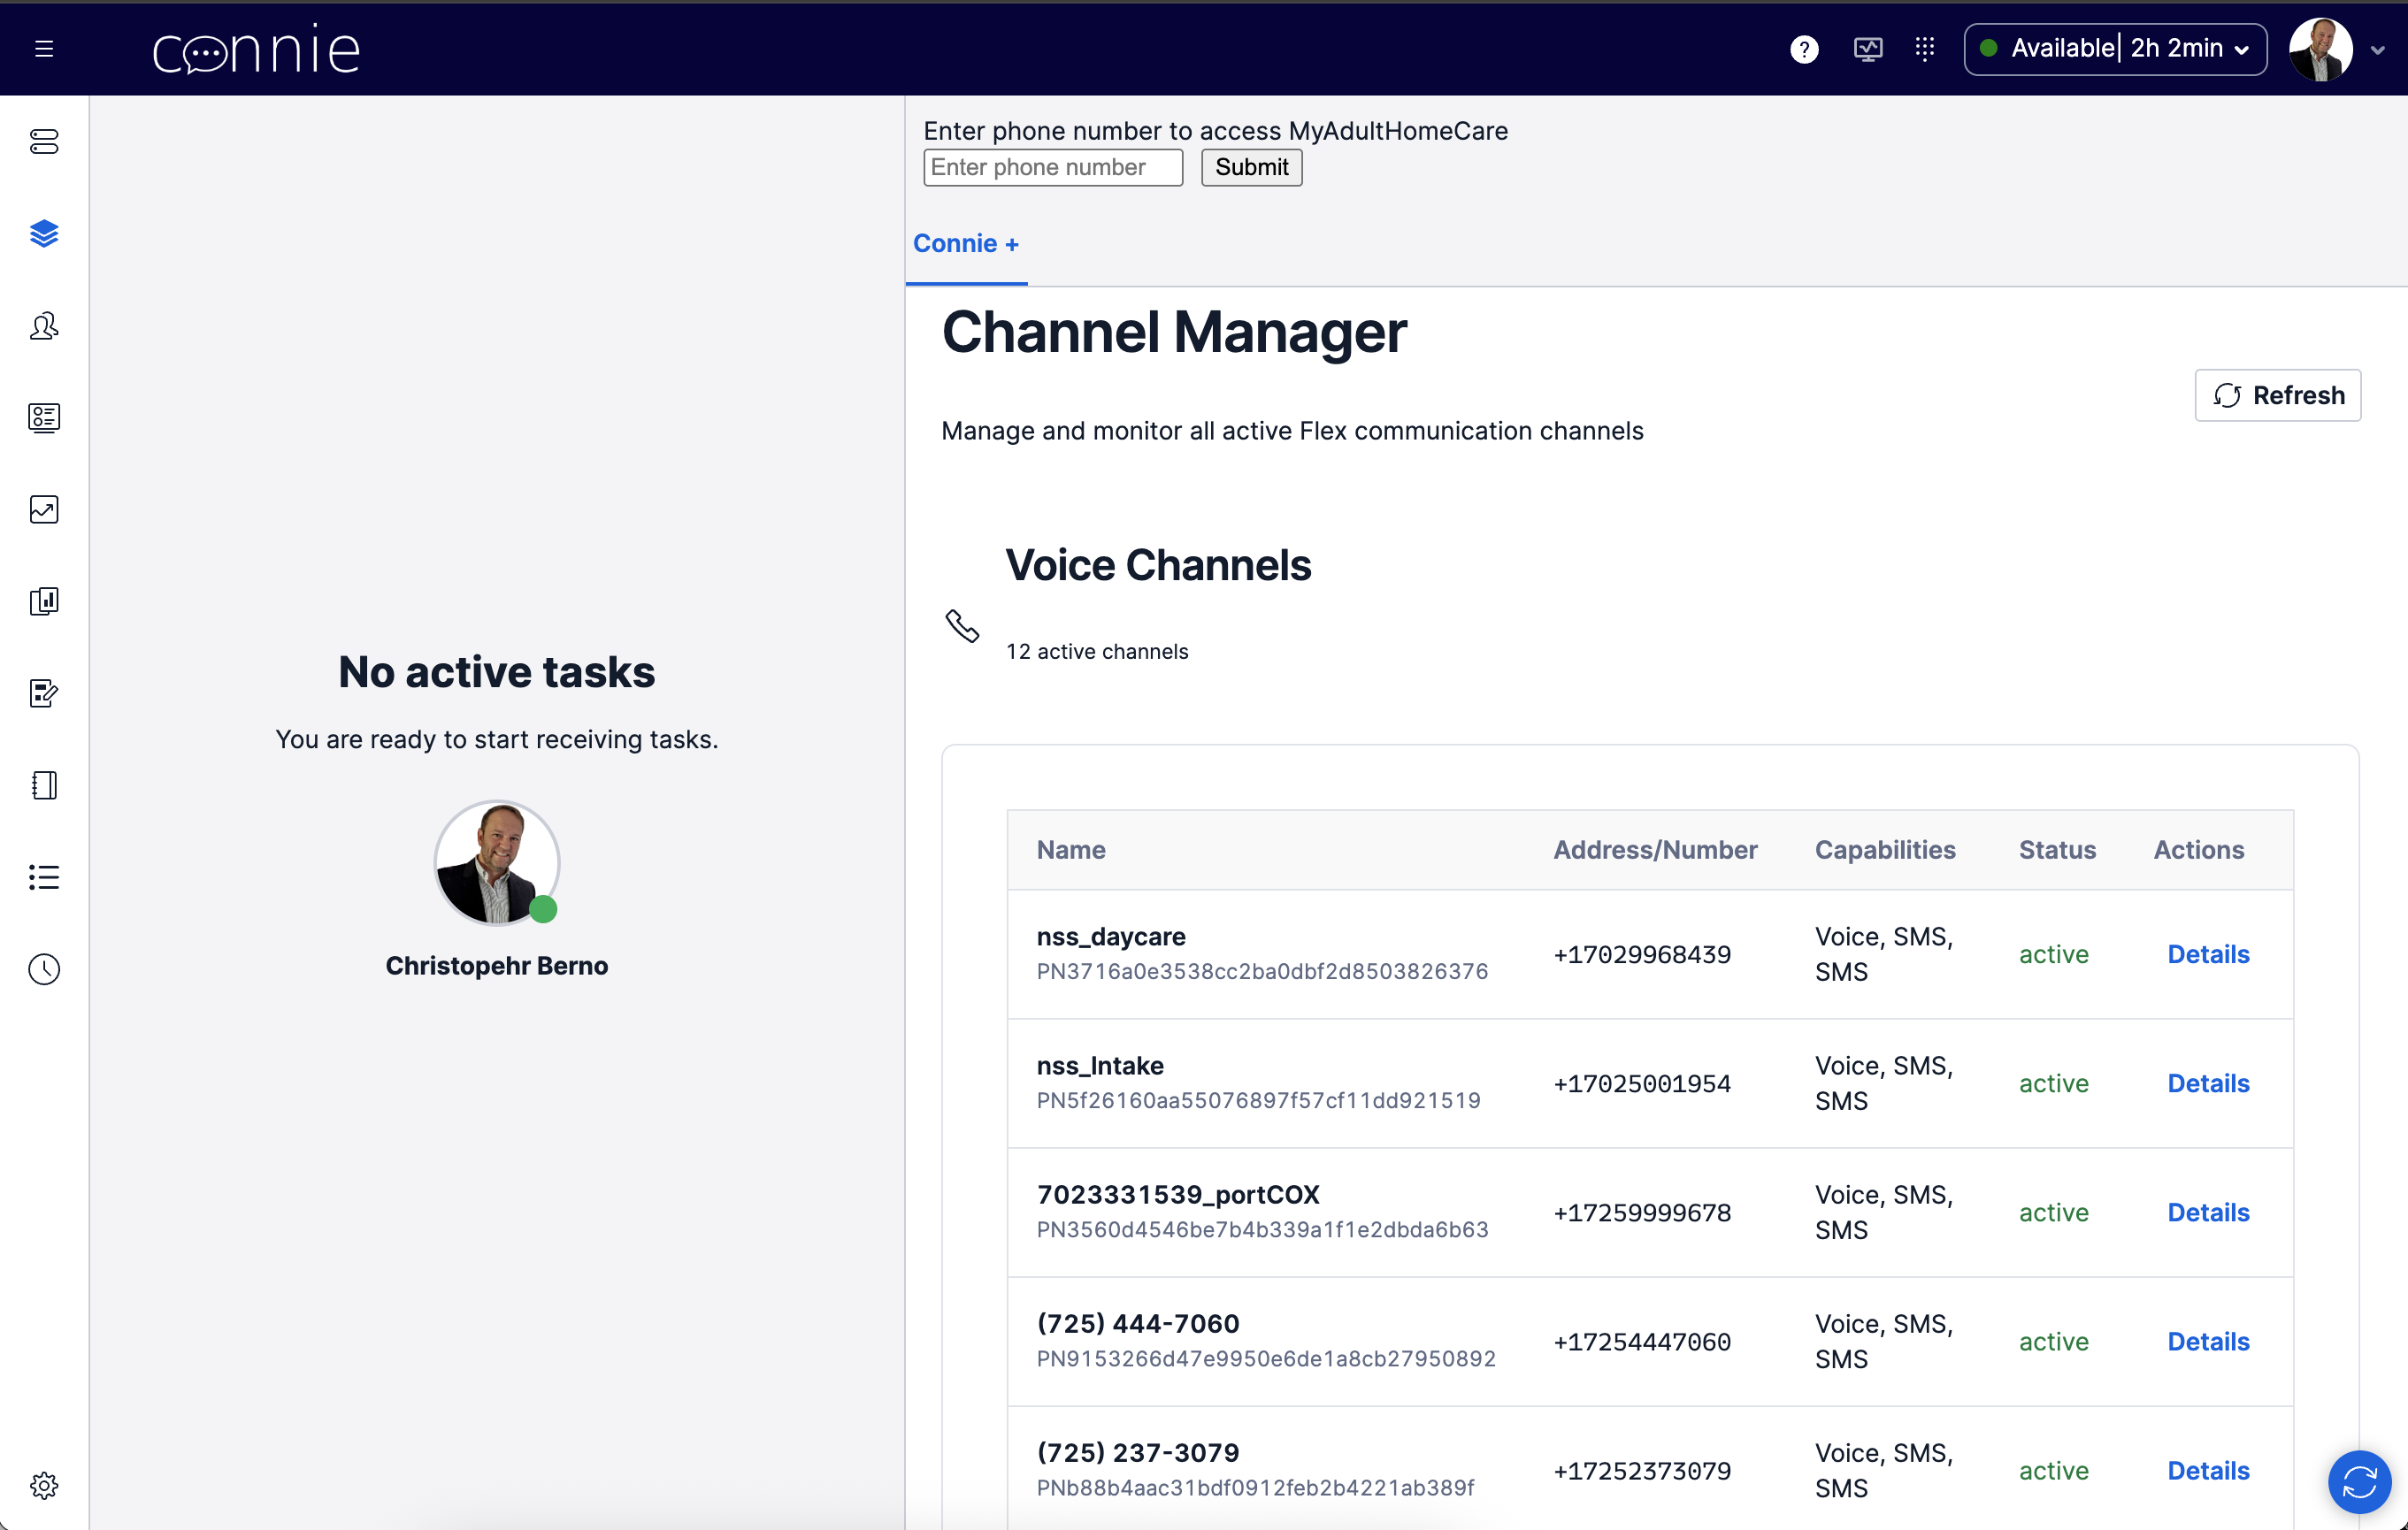 connie
?
Available| 2h 2min
Enter phone number to access MyAdultHomeCare
Enter phone number
Submit
Connie +
Channel Manager
Refresh
Manage and monitor all active Flex communication channels
Voice Channels
12 active channels
No active tasks
You are ready to start receiving tasks.
Christopehr Berno
Name Address/Number Capabilities Status Actions
nss_daycare
PN3716a0e3538cc2ba0dbf2d8503826376
+17029968439
Voice, SMS,
SMS
active
Details
nss_Intake
PN5f26160aa55076897f57cf11dd921519
+17025001954
Voice, SMS,
SMS
active
Details
7023331539_portCOX
PN3560d4546be7b4b339a1f1e2dbda6b63
+17259999678
Voice, SMS,
SMS
active
Details
(725) 444-7060
PN9153266d47e9950e6de1a8cb27950892
+17254447060
Voice, SMS,
SMS
active
Details
(725) 237-3079
PNb88b4aac31bdf0912feb2b4221ab389f
+17252373079
Voice, SMS,
SMS
active
Details